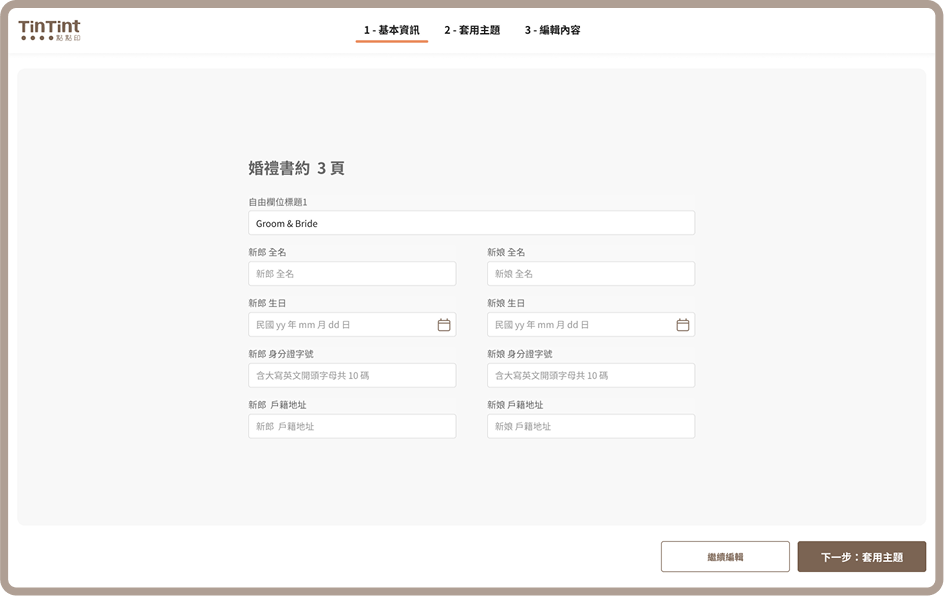 TinTint
點點印
1 - 基本資訊 2 - 套用主題 3 - 編輯內容
婚禮書約 3 頁
自由欄位標題1
Groom & Bride
新郎 全名 新娘 全名
新郎 全名 新娘 全名
新郎 生日 新娘 生日
民國 yy 年 mm 月 dd 日 民國 yy 年 mm 月 dd 日
新郎 身分證字號 新娘 身分證字號
含大寫英文開頭字母共 10 碼 含大寫英文開頭字母共 10 碼
新郎 戶籍地址 新娘 戶籍地址
新郎 戶籍地址 新娘 戶籍地址
繼續編輯 下一步：套用主題